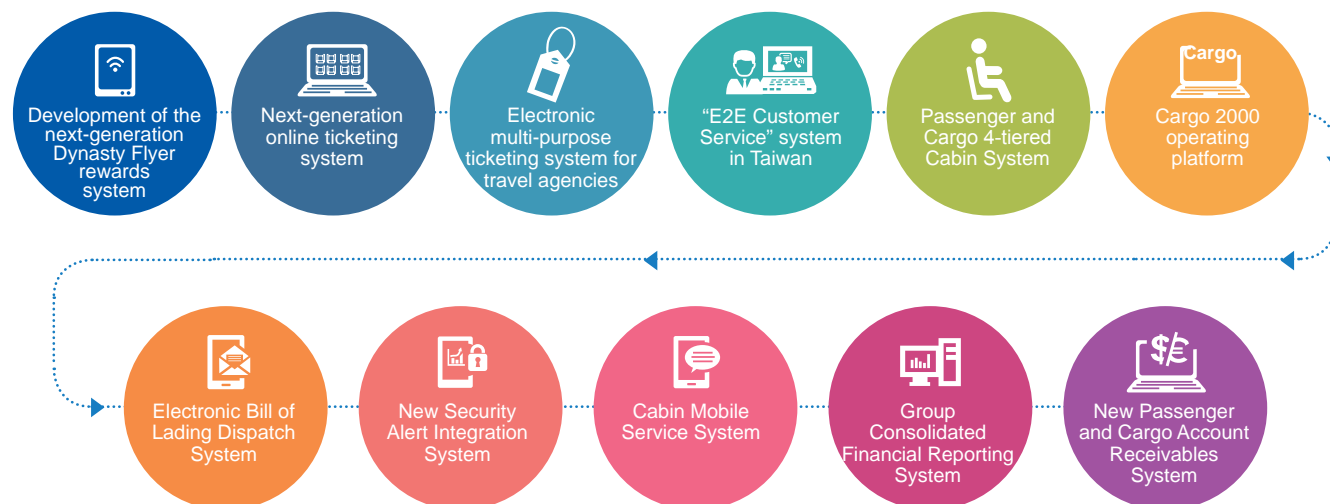 Development of the
next-generation
Dynasty Flyer
rewards
system
Next-generation
online ticketing
system
Electronic
multi-purpose
ticketing system for
travel agencies
“E2E Customer
Service” system
in Taiwan
Passenger and
Cargo 4-tiered
Cabin System
Cargo
Cargo 2000
operating
platform
Electronic Bill of
Lading Dispatch
System
New Security
Alert Integration
System
Cabin Mobile
Service System
Group
Consolidated
Financial Reporting
System
$/€
New Passenger
and Cargo Account
Receivables
System